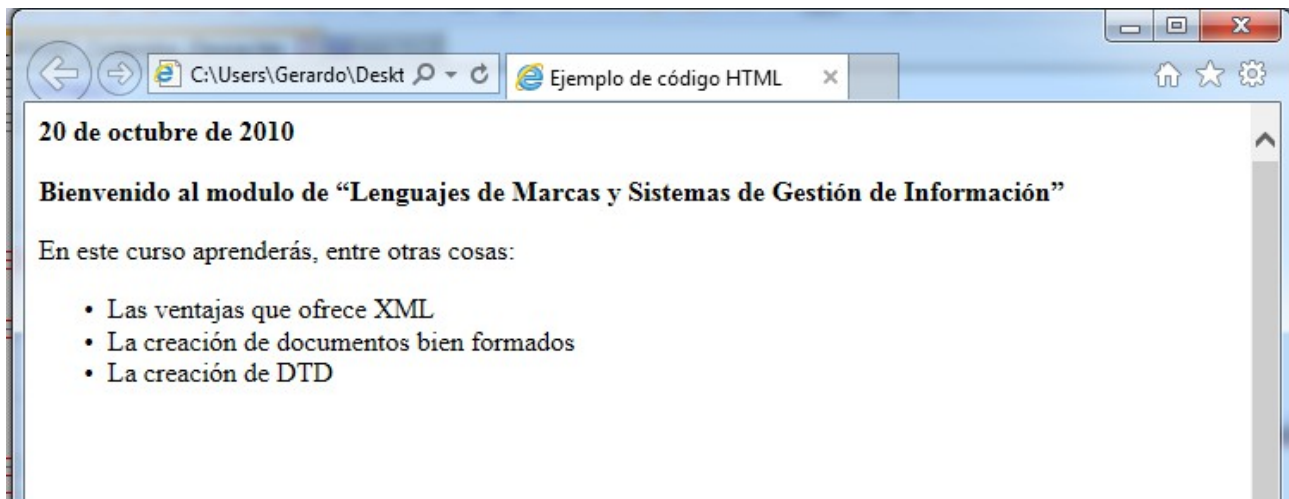 C:\Users\Gerardo\Deskt
Ejemplo de código HTML
20 de octubre de 2010
Bienvenido al modulo de “Lenguajes de Marcas y Sistemas de Gestión de Información”
En este curso aprenderás, entre otras cosas:
• Las ventajas que ofrece XML
• La creación de documentos bien formados
• La creación de DTD